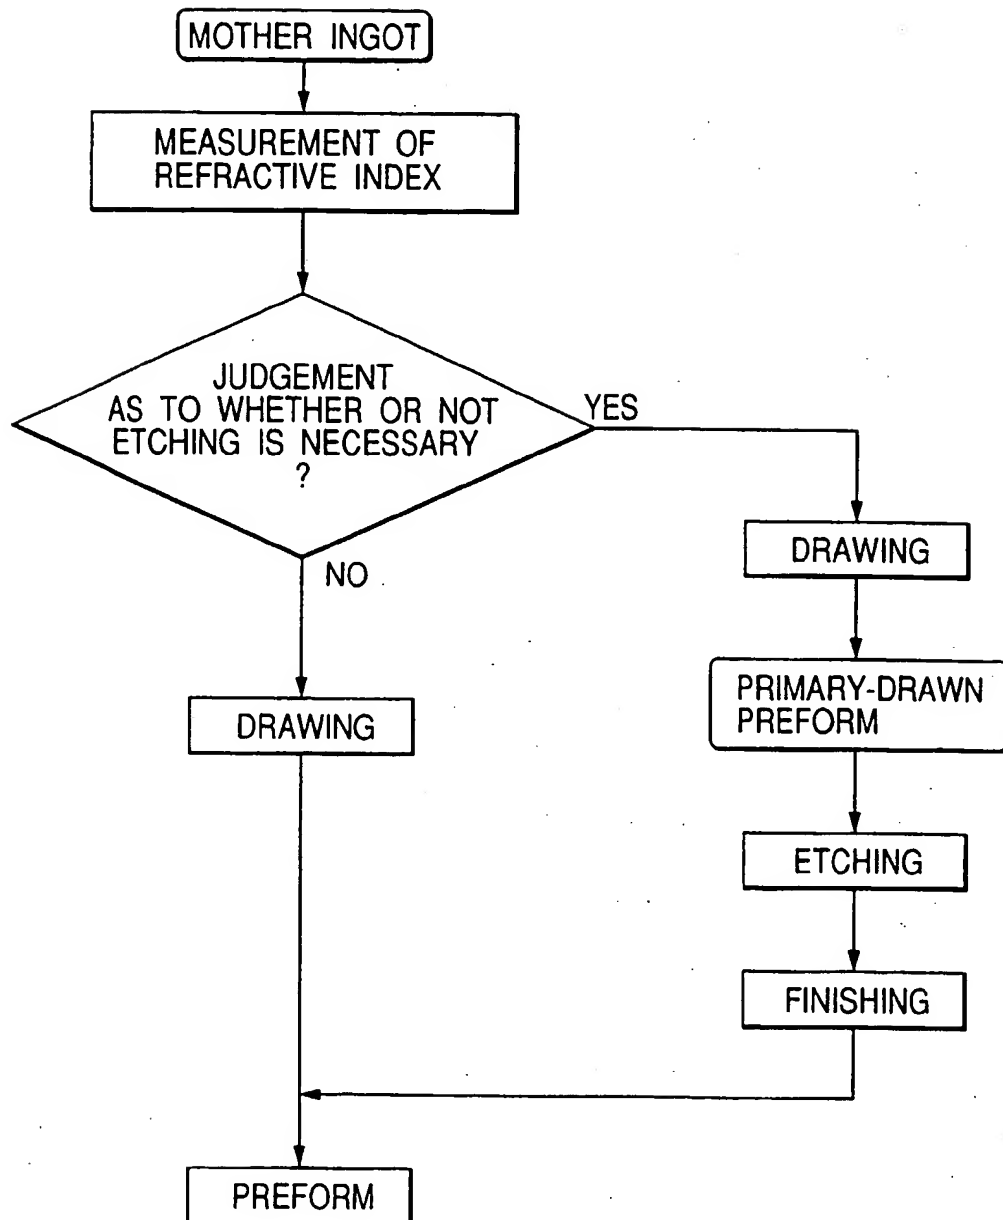 MOTHER INGOT
MEASUREMENT OF
REFRACTIVE INDEX
JUDGEMENT
AS TO WHETHER OR NOT
ETCHING IS NECESSARY
?
YES
NO
DRAWING
PRIMARY-DRAWN
PREFORM
ETCHING
FINISHING
DRAWING
PREFORM